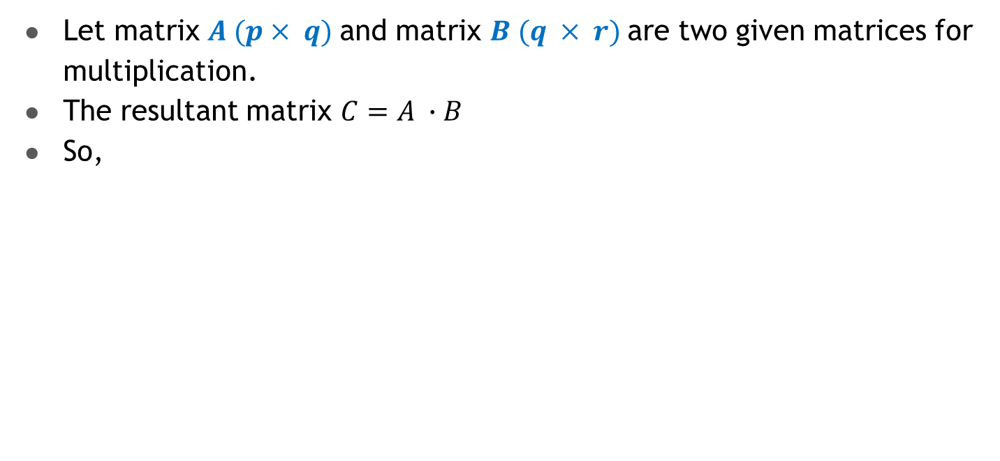 ● Let matrix A (p × q) and matrix B (q × r) are two given matrices for
multiplication.
● The resultant matrix C = A · B
● So,